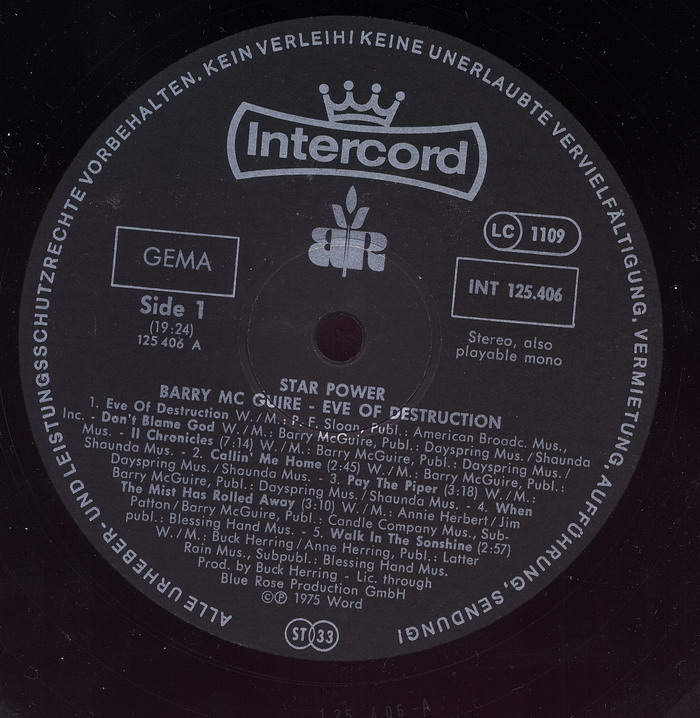 ALLE URHEBER- UND LEISTUNGSSCHUTZRECHTE VORBEHALTEN. KEIN VERLEIH! KEINE UNERLAUBTE VERVIELFÄLTIGUNG, VERMIETUNG, AUFFÜHRUNG, SENDUNG!
Intercord
BR
GEMA
LC 1109
INT 125.406
Side 1
(19:24)
125 406 A
Stereo, also
playable mono
STAR POWER
BARRY MC GUIRE - EVE OF DESTRUCTION
1. Eve Of Destruction W./M.: P. F. Sloan, Publ.: American Broadc. Mus.,
Inc. - Don't Blame God W./M.: Barry McGuire, Publ.: Dayspring Mus./Shaunda
Mus. - II Chronicles (7:14) W./M.: Barry McGuire, Publ.: Dayspring Mus./
Shaunda Mus. - 2. Callin' Me Home (2:45) W./M.: Barry McGuire, Publ.:
Dayspring Mus./Shaunda Mus. - 3. Pay The Piper (3:18) W./M.:
Barry McGuire, Publ.: Dayspring Mus./Shaunda Mus. - 4. When
The Mist Has Rolled Away (3:10) W./M.: Annie Herbert/Jim
Patton/Barry McGuire, Publ.: Candle Company Mus., Sub-
publ.: Blessing Hand Mus. - 5. Walk In The Sonshine (2:57)
W./M.: Buck Herring/Anne Herring, Publ.: Latter
Rain Mus., Subpubl.: Blessing Hand Mus.
Prod. by Buck Herring - Lic. through
Blue Rose Production GmbH
©℗ 1975 Word
ST 33
125 406-A